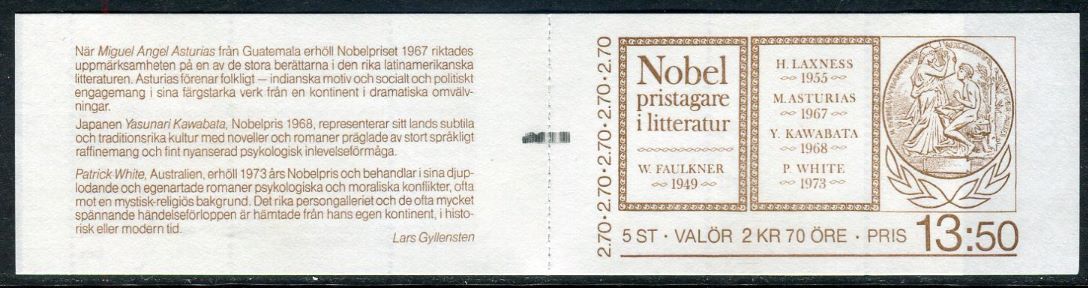 När Miguel Angel Asturias från Guatemala erhöll Nobelpriset 1967 riktades
uppmärksamheten på en av de stora berättarna i den rika latinamerikanska
litteraturen. Asturias förenar folkligt – indianska motiv och socialt och politiskt
engagemang i sina färgstarka verk från en kontinent i dramatiska omvälv-
ningar.
Japanen Yasunari Kawabata, Nobelpris 1968, representerar sitt lands subtila
och traditionsrika kultur med noveller och romaner präglade av stort språkligt
raffinemang och fint nyanserad psykologisk inlevelseförmåga.
Patrick White, Australien, erhöll 1973 års Nobelpris och behandlar i sina djup-
lodande och egenartade romaner psykologiska och moraliska konflikter, ofta
mot en mystisk-religiös bakgrund. Det rika persongalleriet och de ofta mycket
spännande händelseförloppen är hämtade från hans egen kontinent, i histo-
risk eller modern tid.
Lars Gyllensten
2.70·2.70·2.70·2.70·2.70
Nobel
pristagare
i litteratur
W. FAULKNER
1949
H. LAXNESS
1955
M. ASTURIAS
1967
Y. KAWABATA
1968
P. WHITE
1973
5 ST · VALÖR 2 KR 70 ÖRE · PRIS 13:50